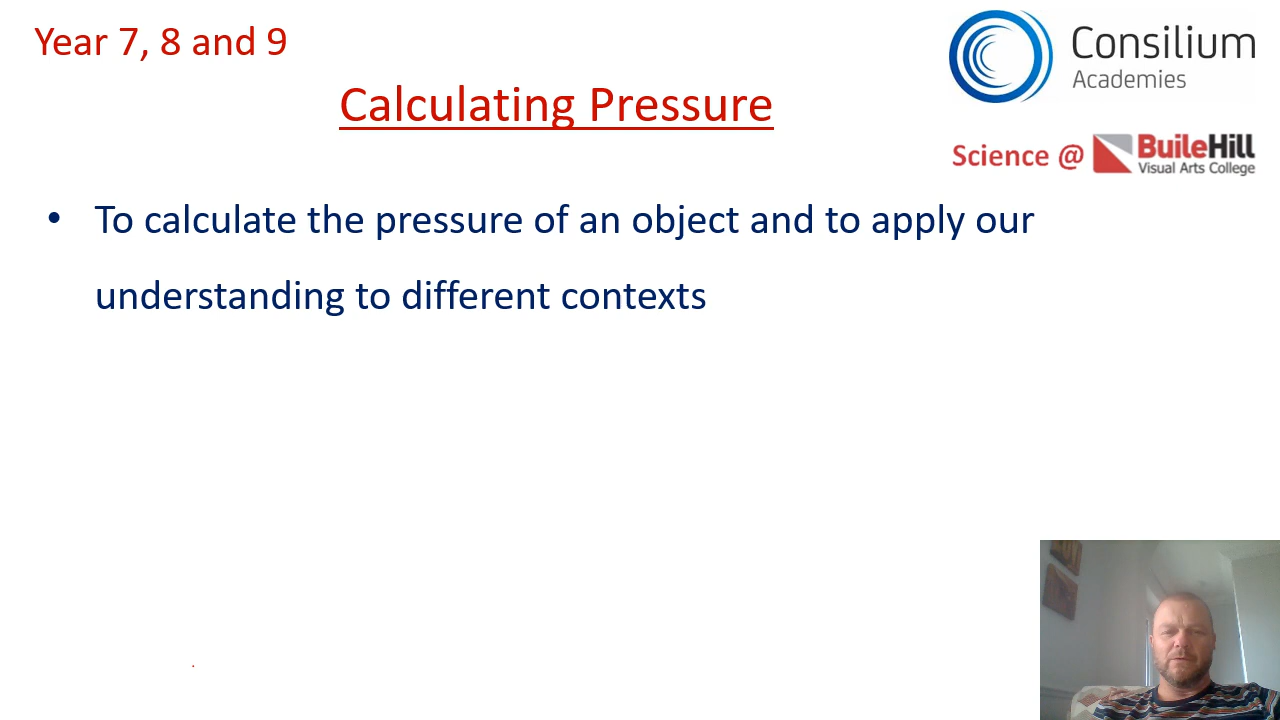 Year 7, 8 and 9
Consilium
Academies
Calculating Pressure
Science @ BuileHill
Visual Arts College
• To calculate the pressure of an object and to apply our
understanding to different contexts